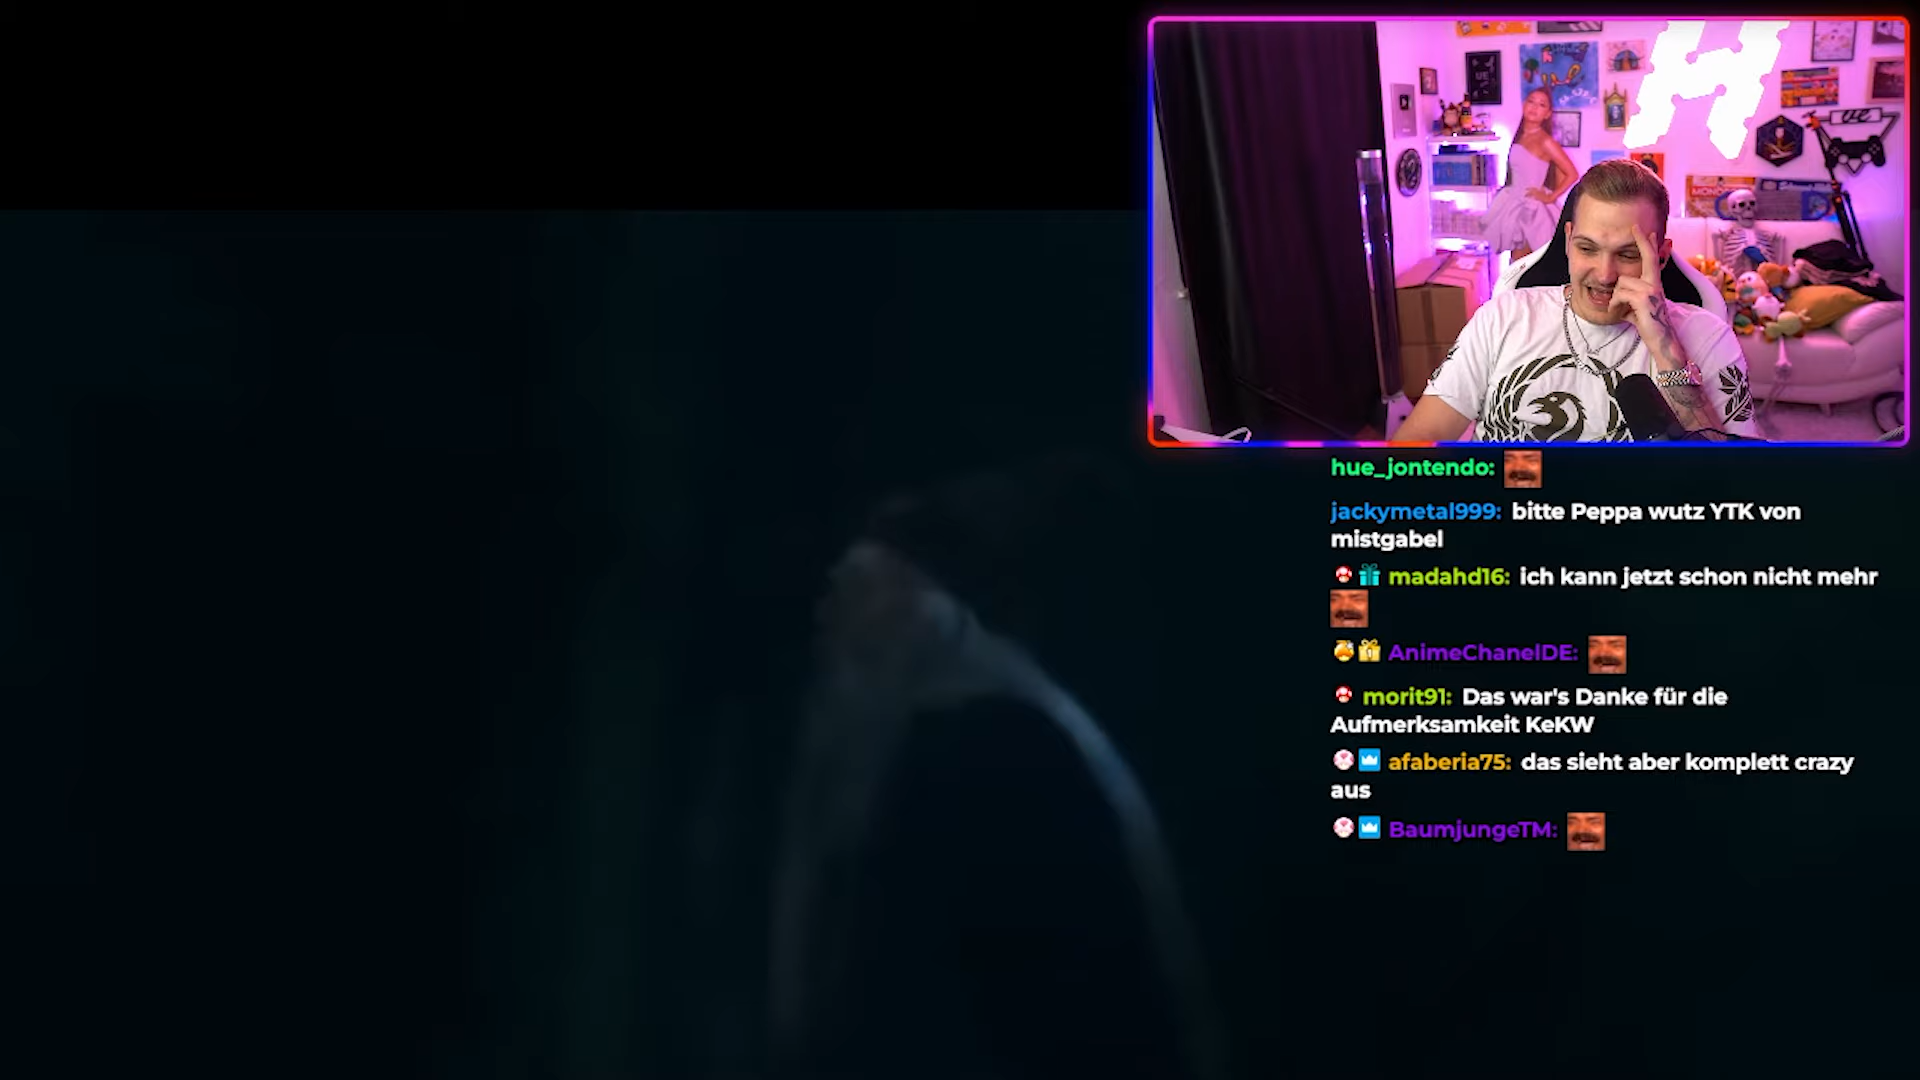 H
UE
hue_jontendo:
jackymetal999: bitte Peppa wutz YTK von
mistgabel
madahd16: ich kann jetzt schon nicht mehr
AnimeChanelDE:
morit91: Das war's Danke für die
Aufmerksamkeit KeKW
afaberia75: das sieht aber komplett crazy
aus
BaumjungeTM: